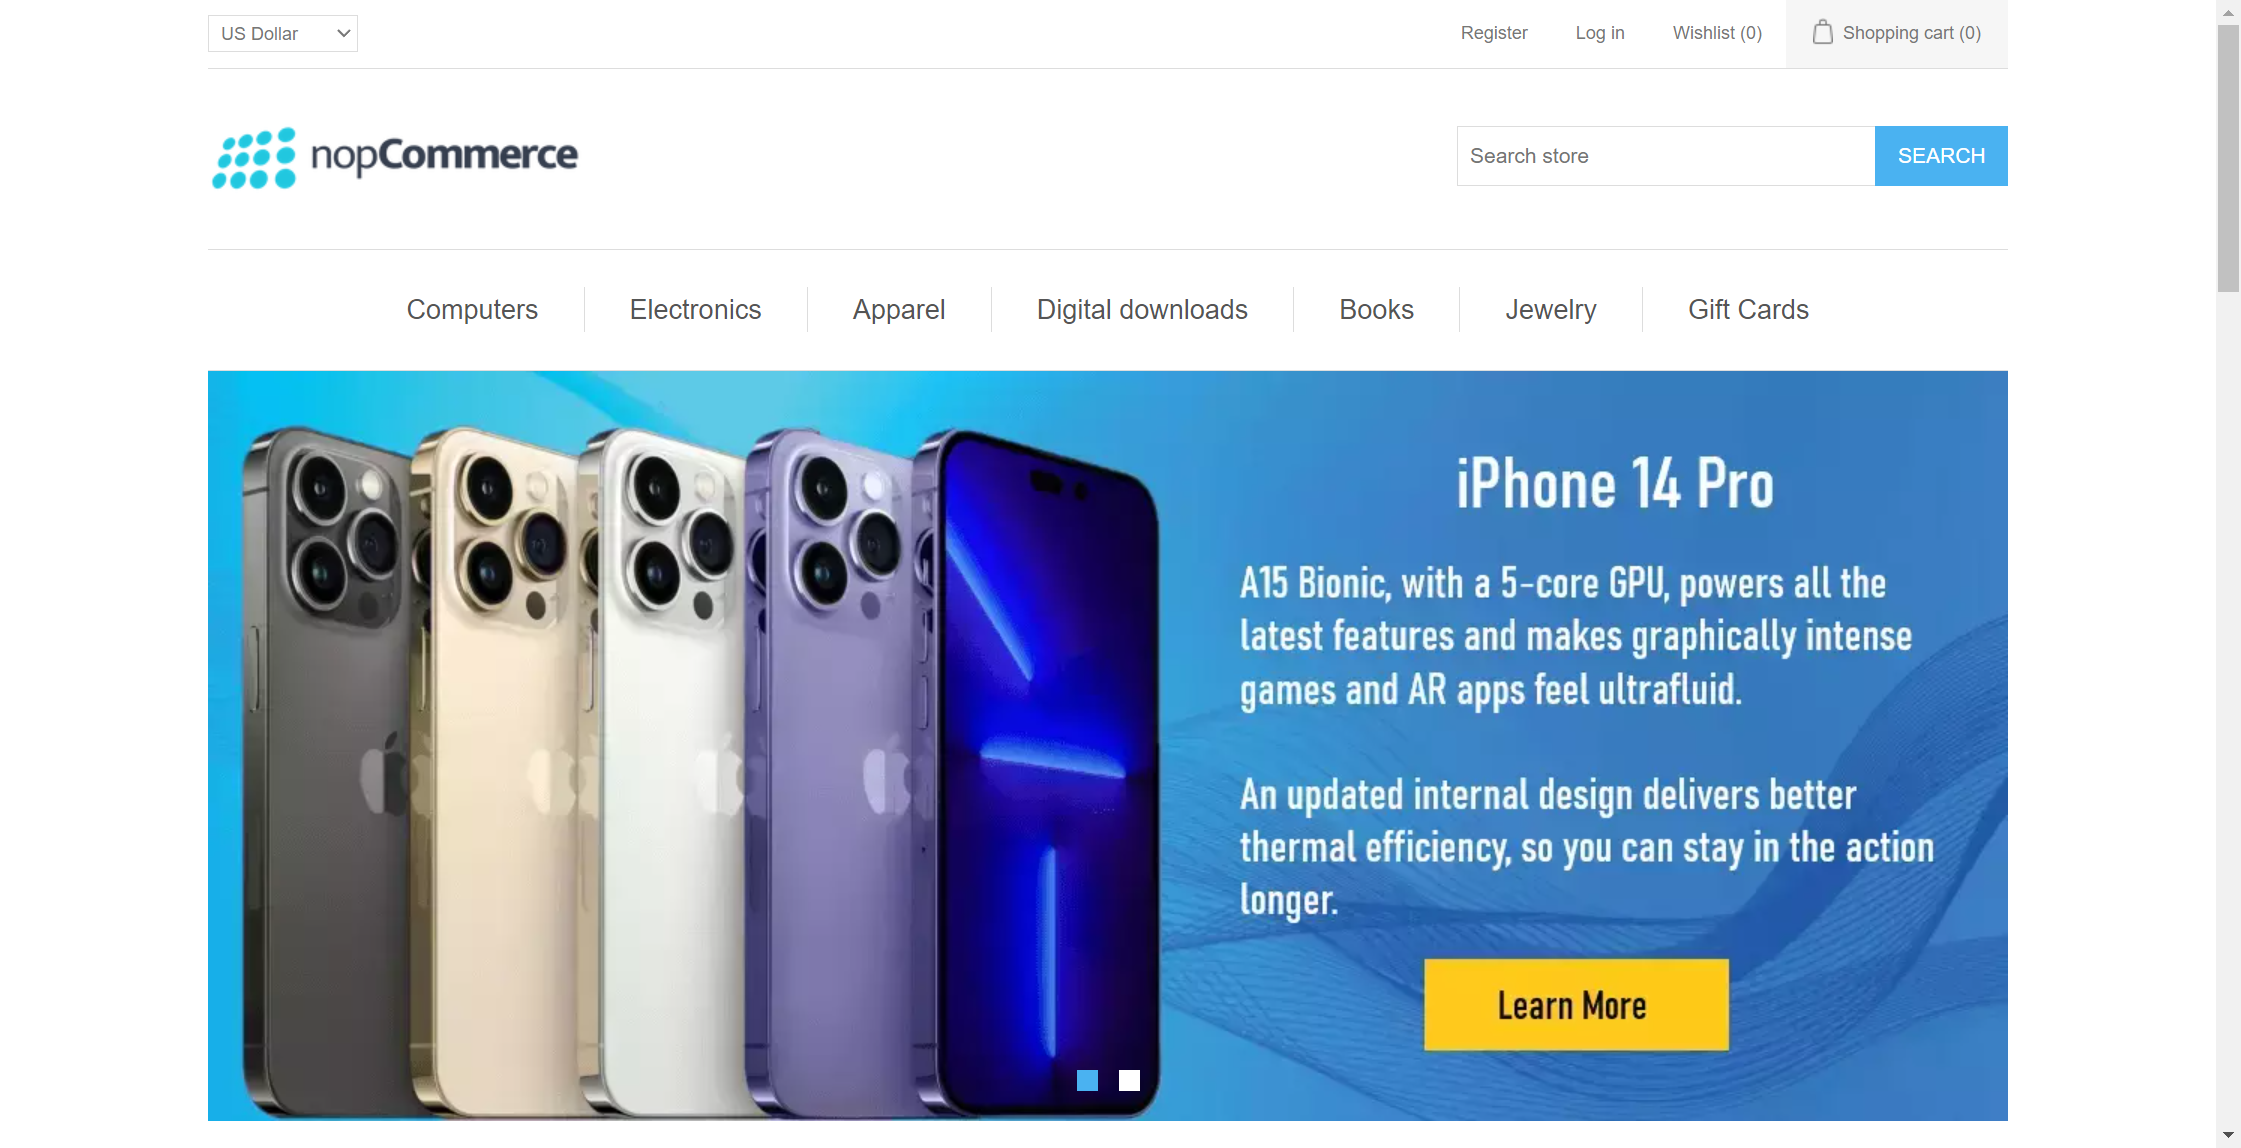 US Dollar
Register
Log in
Wishlist (0)
Shopping cart (0)
nopCommerce
Search store
SEARCH
Computers
Electronics
Apparel
Digital downloads
Books
Jewelry
Gift Cards
iPhone 14 Pro
A15 Bionic, with a 5-core GPU, powers all the
latest features and makes graphically intense
games and AR apps feel ultrafluid.
An updated internal design delivers better
thermal efficiency, so you can stay in the action
longer.
Learn More